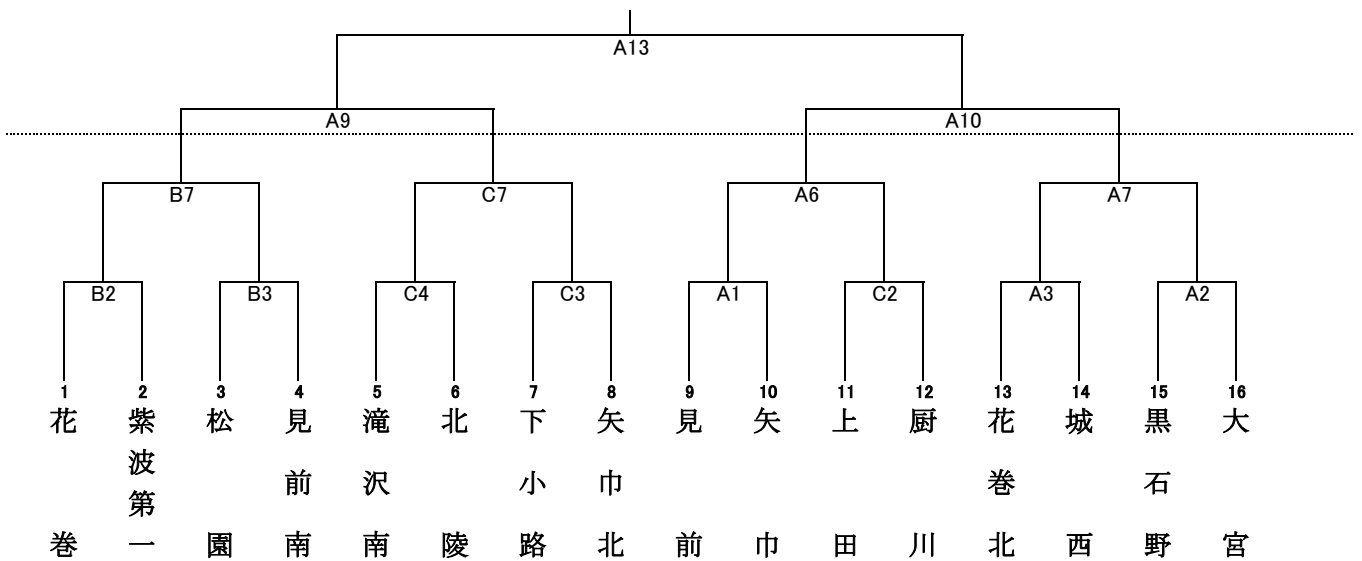 A13
A9 A10
B7 C7 A6 A7
B2 B3 C4 C3 A1 C2 A3 A2
1 2 3 4 5 6 7 8 9 10 11 12 13 14 15 16
花巻
紫波第一
松園
見前南
滝沢南
北陵
下小路
矢巾北
見前
矢巾
上田
厨川
花巻北
城西
黒石野
大宮